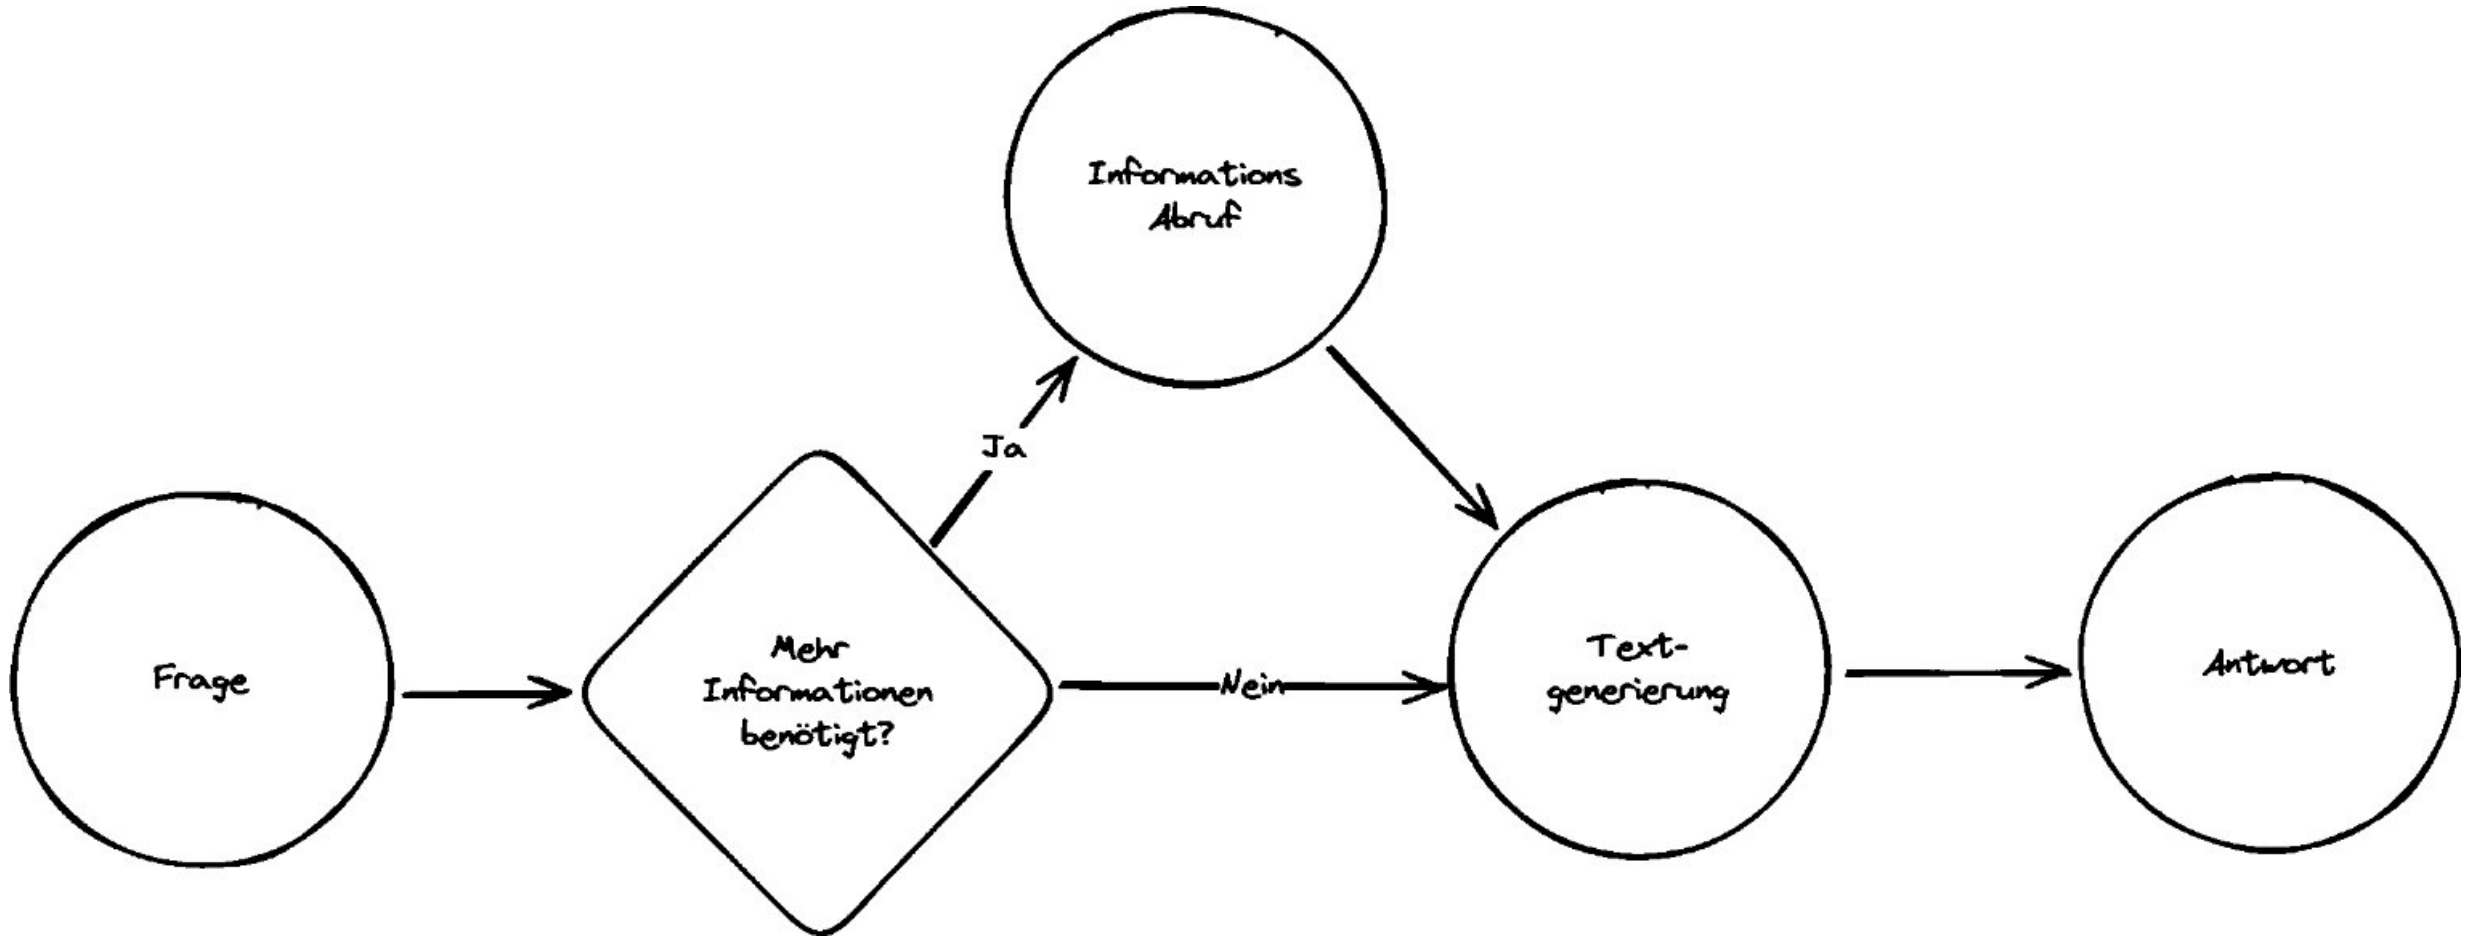 Informations
Abruf
Ja
Frage
Mehr
Informationen
benötigt?
Nein
Text-
generierung
Antwort